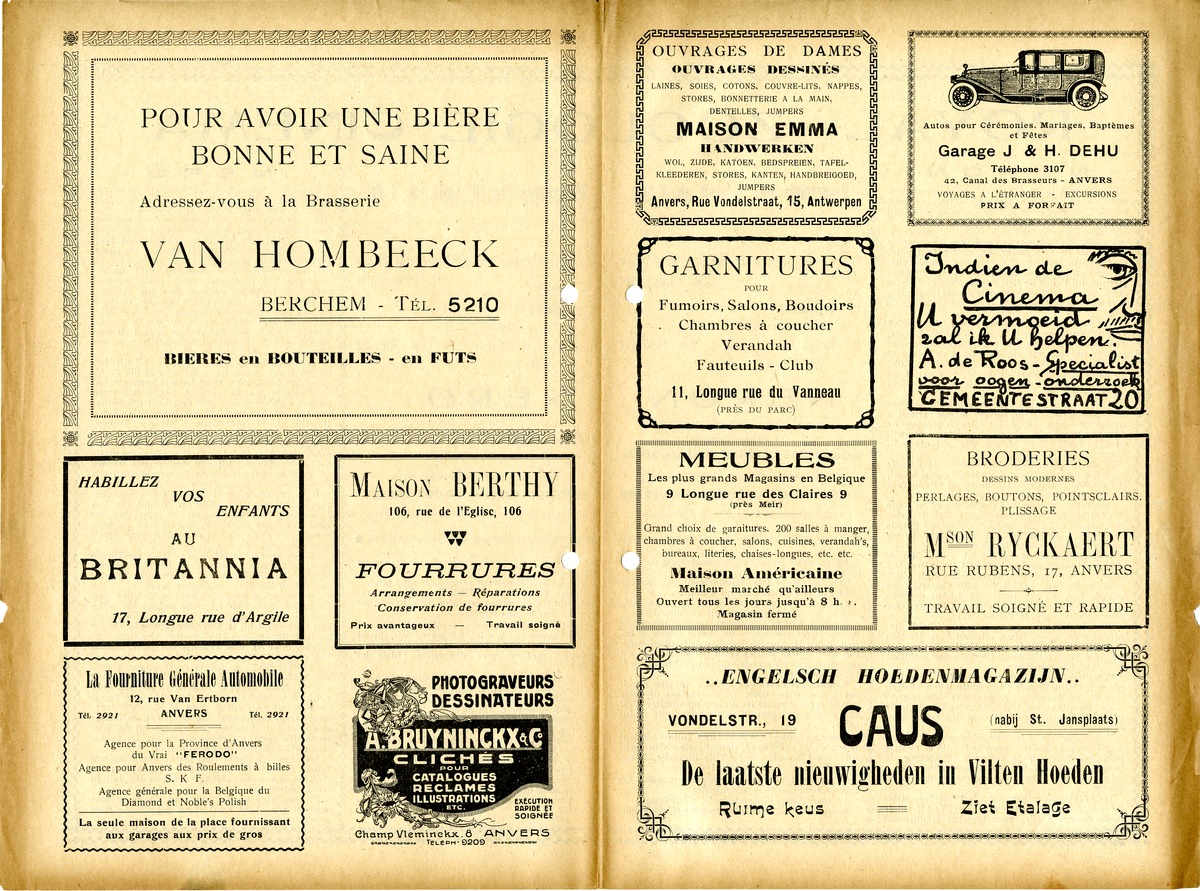 POUR AVOIR UNE BIÈRE
BONNE ET SAINE
Adressez-vous à la Brasserie
VAN HOMBEECK
BERCHEM - TÉL. 5210
BIERES en BOUTEILLES - en FUTS
HABILLEZ
VOS
ENFANTS
AU
BRITANNIA
17, Longue rue d'Argile
MAISON BERTHY
106, rue de l'Eglise, 106
FOURRURES
Arrangements — Réparations
Conservation de fourrures
Prix avantageux — Travail soigné
La Fourniture Générale Automobile
12, rue Van Ertborn
Tél. 2921 ANVERS Tél. 2921
Agence pour la Province d'Anvers
du Vrai "FERODO"
Agence pour Anvers des Roulements à billes
S. K. F.
Agence générale pour la Belgique du
Diamond et Noble's Polish
La seule maison de la place fournissant
aux garages aux prix de gros
PHOTOGRAVEURS
DESSINATEURS
A. BRUYNINCKX & Co
CLICHÉS
POUR
CATALOGUES
RECLAMES
ILLUSTRATIONS
ETC.
EXÉCUTION
RAPIDE ET
SOIGNÉE
Champ Vleminckx. 8 ANVERS
TELÉPH. 9209
OUVRAGES DE DAMES
OUVRAGES DESSINÉS
LAINES, SOIES, COTONS, COUVRE-LITS, NAPPES,
STORES, BONNETTERIE A LA MAIN,
DENTELLES, JUMPERS
MAISON EMMA
HANDWERKEN
WOL, ZIJDE, KATOEN, BEDSPREIEN, TAFEL-
KLEEDEREN, STORES, KANTEN, HANDBREIGOED,
JUMPERS
Anvers, Rue Vondelstraat, 15, Antwerpen
Autos pour Cérémonies. Mariages, Baptêmes
et Fêtes
Garage J & H. DEHU
Téléphone 3107
42, Canal des Brasseurs - ANVERS
VOYAGES A L'ÉTRANGER - EXCURSIONS
PRIX A FORFAIT
GARNITURES
POUR
Fumoirs, Salons, Boudoirs
Chambres à coucher
Verandah
Fauteuils - Club
11, Longue rue du Vanneau
(PRÈS DU PARC)
Indien de
Cinema
U vermoeid
zal ik U helpen.
A. de Roos - Specialist
voor oogen-onderzoek
GEMEENTESTRAAT 20
MEUBLES
Les plus grands Magasins en Belgique
9 Longue rue des Claires 9
(près Meir)
Grand choix de garnitures. 200 salles à manger,
chambres à coucher, salons, cuisines, verandah's,
bureaux, literies, chaises-longues, etc. etc.
Maison Américaine
Meilleur marché qu'ailleurs
Ouvert tous les jours jusqu'à 8 h.
Magasin fermé
BRODERIES
DESSINS MODERNES
PERLAGES, BOUTONS, POINTSCLAIRS.
PLISSAGE
MSON RYCKAERT
RUE RUBENS, 17, ANVERS
TRAVAIL SOIGNÉ ET RAPIDE
..ENGELSCH HOEDENMAGAZIJN..
VONDELSTR., 19 CAUS (nabij St. Jansplaats)
De laatste nieuwigheden in Vilten Hoeden
Ruime keus Ziet Etalage